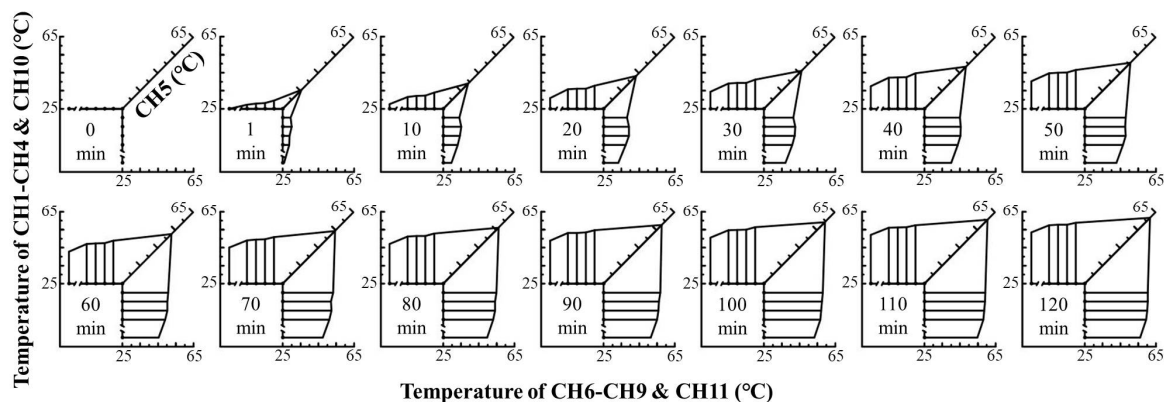 Temperature of CH1-CH4 & CH10 (℃)
65 65 65 65 65 65 65 65 65 65 65 65 65 65
CH5 (℃)
25 25 25 25 25 25 25
0 1 10 20 30 40 50
min min min min min min min
25 65 25 65 25 65 25 65 25 65 25 65 25 65
65 65 65 65 65 65 65 65 65 65 65 65 65 65
25 25 25 25 25 25 25
60 70 80 90 100 110 120
min min min min min min min
25 65 25 65 25 65 25 65 25 65 25 65 25 65
Temperature of CH6-CH9 & CH11 (℃)